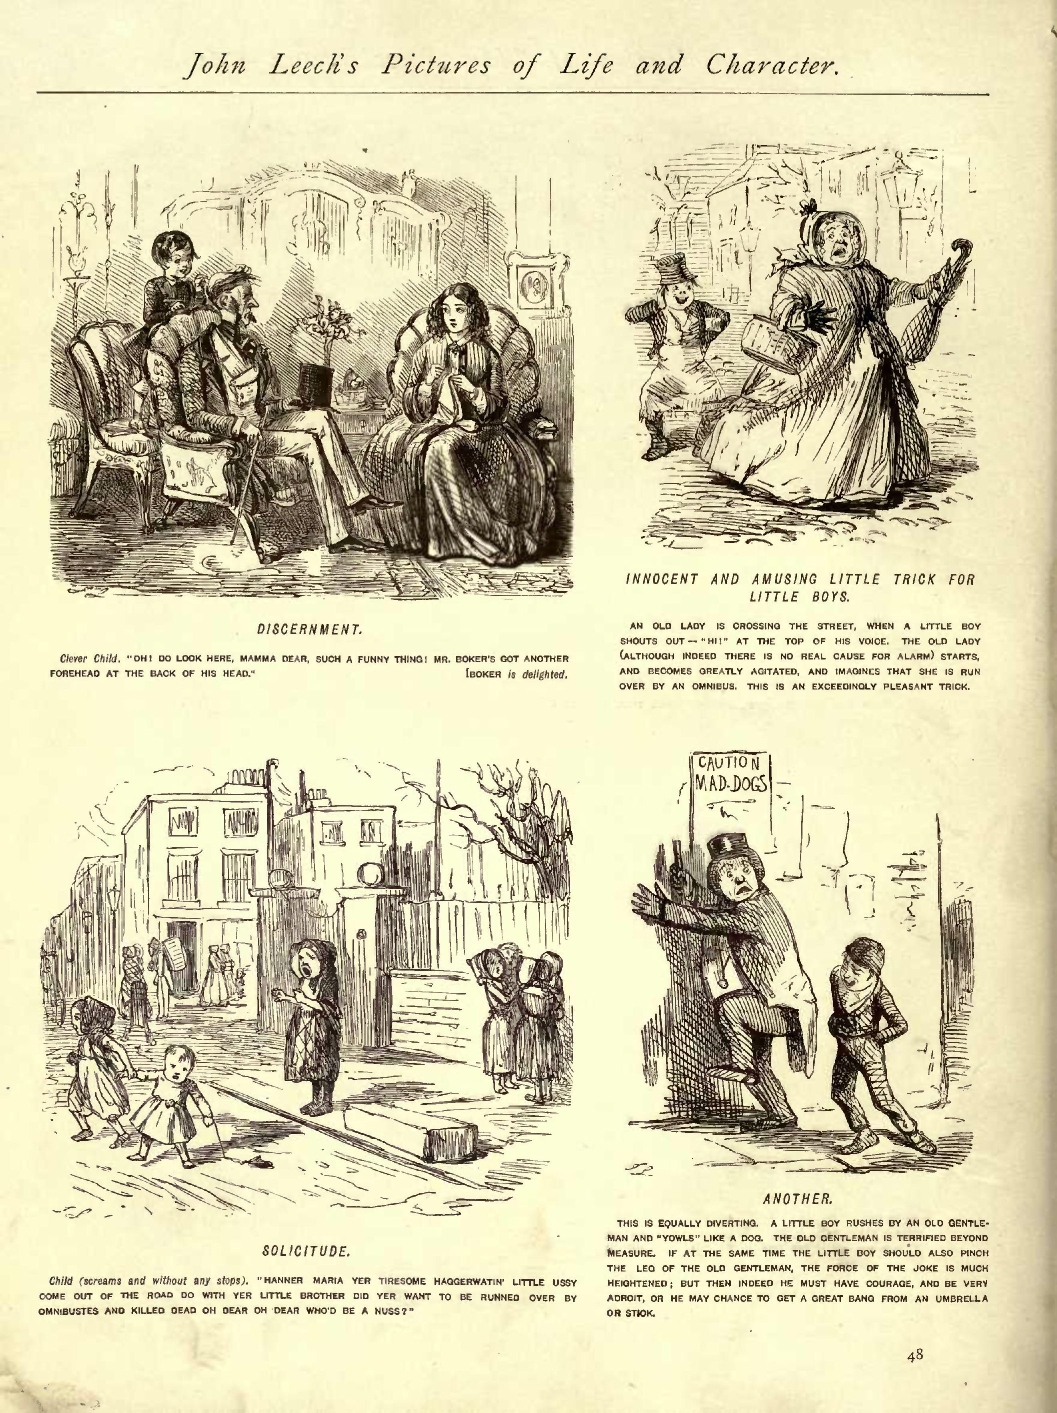 John Leech's Pictures of Life and Character.
DISCERNMENT.
Clever Child. "OH! DO LOOK HERE, MAMMA DEAR, SUCH A FUNNY THING! MR. BOKER'S GOT ANOTHER
FOREHEAD AT THE BACK OF HIS HEAD." [BOKER is delighted.
INNOCENT AND AMUSING LITTLE TRICK FOR
LITTLE BOYS.
AN OLD LADY IS CROSSING THE STREET, WHEN A LITTLE BOY
SHOUTS OUT—"HI!" AT THE TOP OF HIS VOICE. THE OLD LADY
(ALTHOUGH INDEED THERE IS NO REAL CAUSE FOR ALARM) STARTS,
AND BECOMES GREATLY AGITATED, AND IMAGINES THAT SHE IS RUN
OVER BY AN OMNIBUS. THIS IS AN EXCEEDINGLY PLEASANT TRICK.
SOLICITUDE.
Child (screams and without any stops). "HANNER MARIA YER TIRESOME HAGGERWATIN' LITTLE USSY
COME OUT OF THE ROAD DO WITH YER LITTLE BROTHER DID YER WANT TO BE RUNNED OVER BY
OMNIBUSTES AND KILLED DEAD OH DEAR OH DEAR WHO'D BE A NUSS?"
CAUTION
MAD-DOGS
ANOTHER.
THIS IS EQUALLY DIVERTING. A LITTLE BOY RUSHES BY AN OLD GENTLE-
MAN AND "YOWLS" LIKE A DOG. THE OLD GENTLEMAN IS TERRIFIED BEYOND
MEASURE. IF AT THE SAME TIME THE LITTLE BOY SHOULD ALSO PINCH
THE LEG OF THE OLD GENTLEMAN, THE FORCE OF THE JOKE IS MUCH
HEIGHTENED; BUT THEN INDEED HE MUST HAVE COURAGE, AND BE VERY
ADROIT, OR HE MAY CHANCE TO GET A GREAT BANG FROM AN UMBRELLA
OR STICK.
48